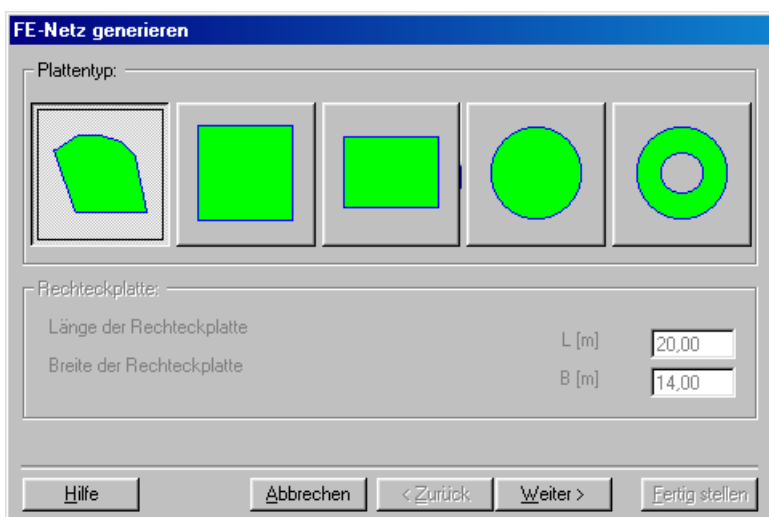 FE-Netz generieren
Plattentyp:
Rechteckplatte:
Länge der Rechteckplatte L [m] 20,00
Breite der Rechteckplatte B [m] 14,00
Hilfe Abbrechen < Zurück Weiter > Fertig stellen